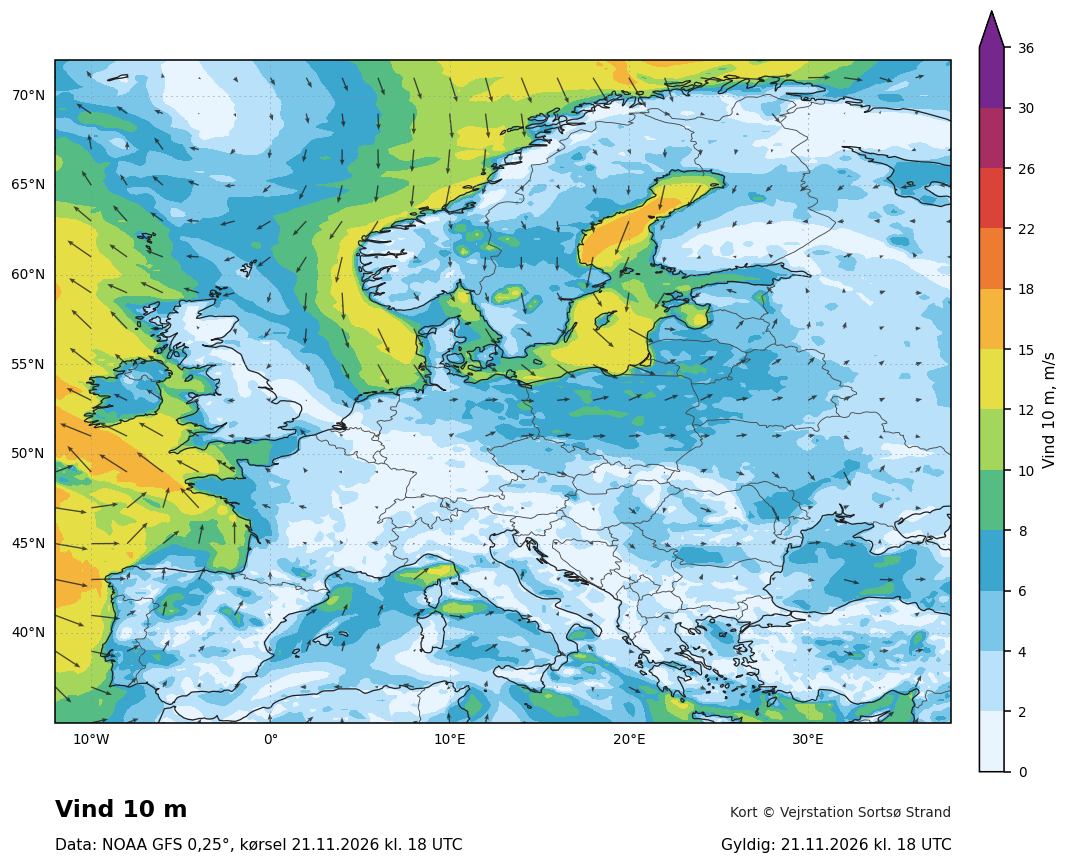 36
30
26
22
18
15
12
10
8
6
4
2
0
Vind 10 m, m/s
70°N
65°N
60°N
55°N
50°N
45°N
40°N
10°W
0°
10°E
20°E
30°E
Vind 10 m
Kort © Vejrstation Sortsø Strand
Data: NOAA GFS 0,25°, kørsel 21.11.2026 kl. 18 UTC
Gyldig: 21.11.2026 kl. 18 UTC